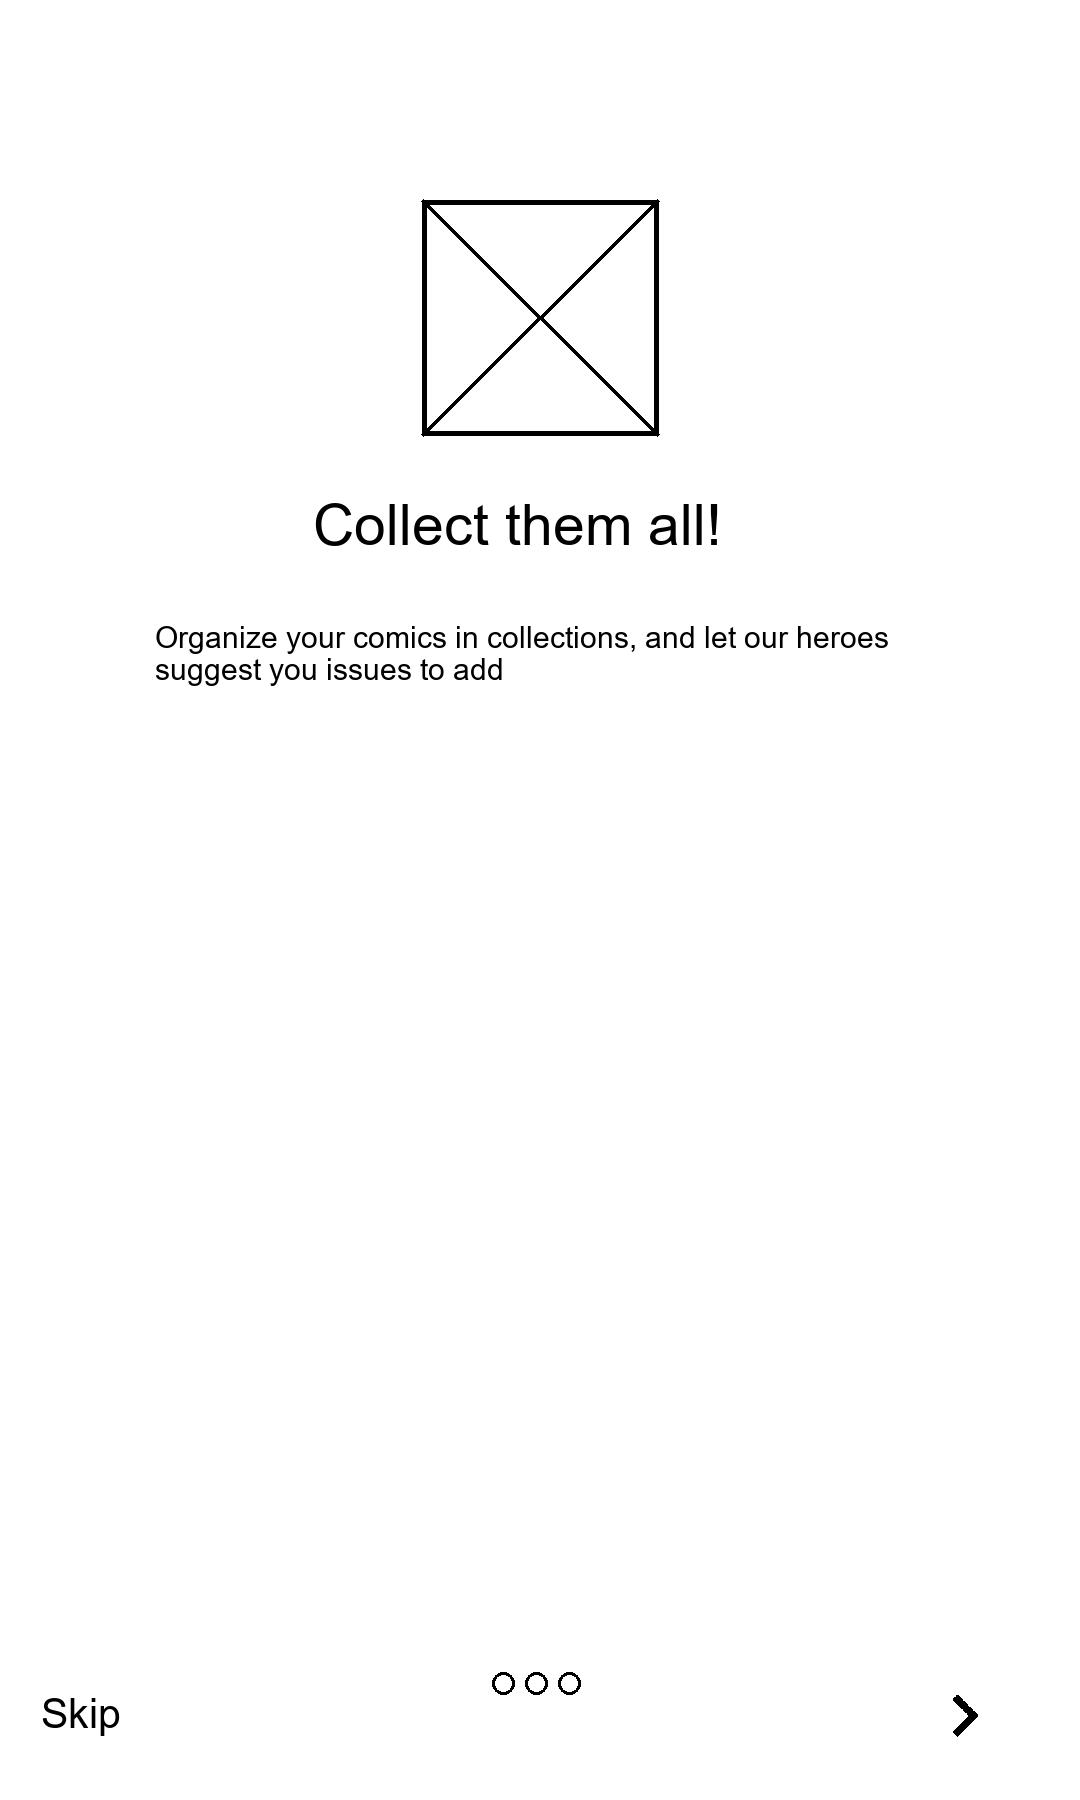 Collect them all!
Organize your comics in collections, and let our heroes
suggest you issues to add
Skip